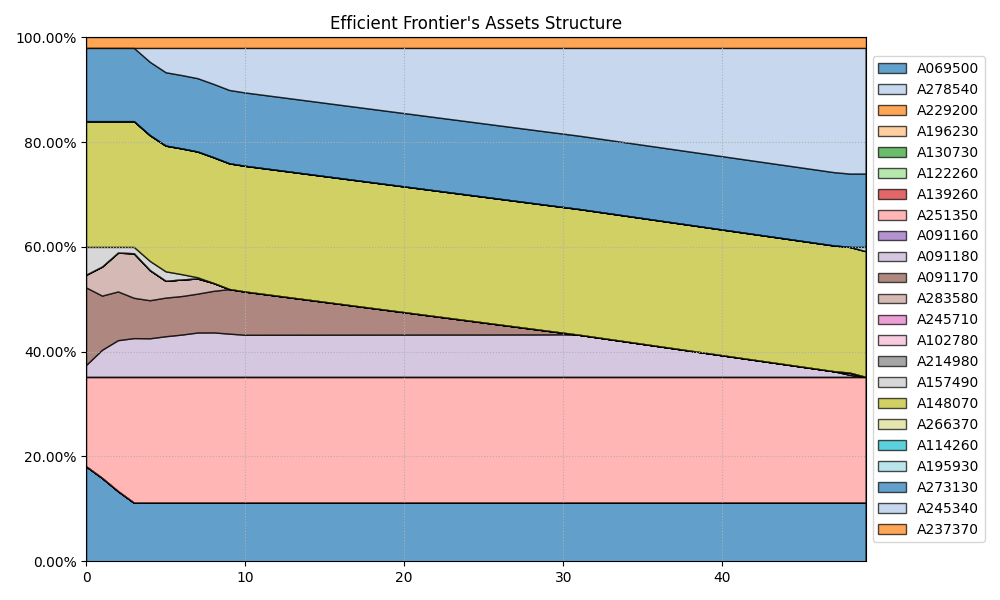 Efficient Frontier's Assets Structure
100.00%
80.00%
60.00%
40.00%
20.00%
0.00%
0 10 20 30 40
A069500
A278540
A229200
A196230
A130730
A122260
A139260
A251350
A091160
A091180
A091170
A283580
A245710
A102780
A214980
A157490
A148070
A266370
A114260
A195930
A273130
A245340
A237370